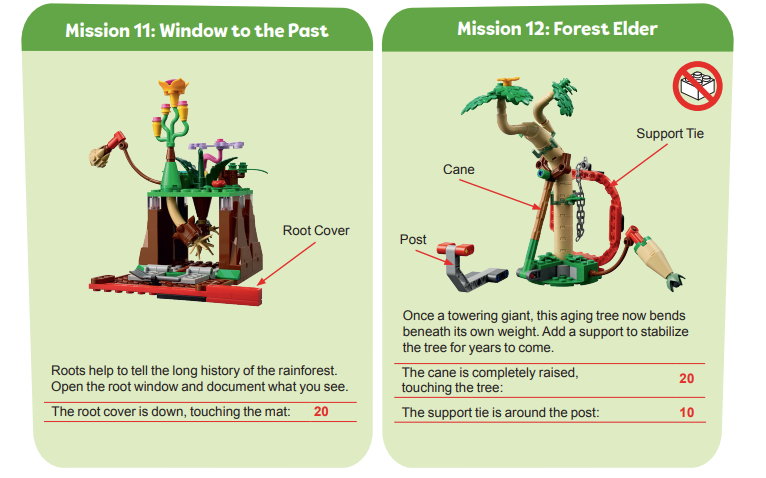 Mission 11: Window to the Past
Root Cover
Roots help to tell the long history of the rainforest.
Open the root window and document what you see.
The root cover is down, touching the mat: 20
Mission 12: Forest Elder
Support Tie
Cane
Post
Once a towering giant, this aging tree now bends
beneath its own weight. Add a support to stabilize
the tree for years to come.
The cane is completely raised,
touching the tree: 20
The support tie is around the post: 10